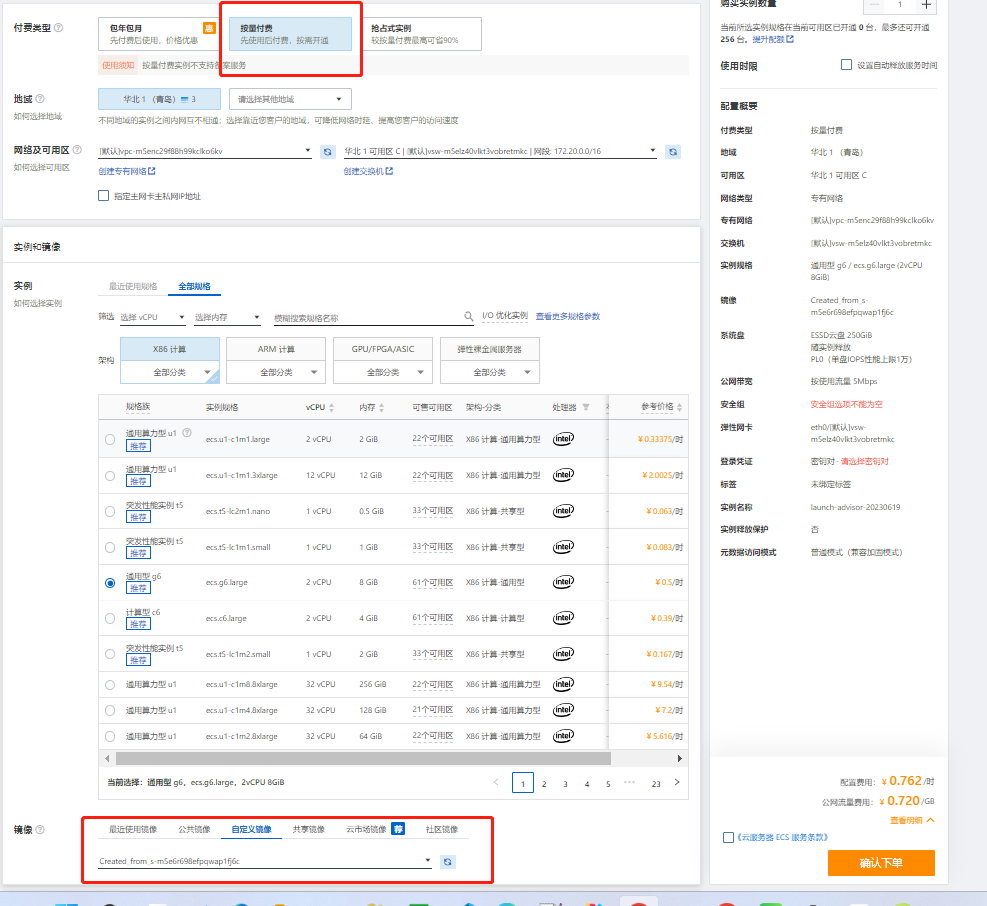 付费类型
包年包月
惠
先付费后使用，价格优惠
按量付费
先使用后付费，按需开通
抢占式实例
较按量付费最高可省90%
使用须知 按量付费实例不支持备案服务
地域
如何选择地域
华北 1 （青岛） 3
请选择其他地域
不同地域的实例之间内网互不相通；选择靠近您客户的地域，可降低网络时延、提高您客户的访问速度
网络及可用区
如何选择可用区
[默认]vpc-m5enc29f88h99kclko6kv
华北 1 可用区 C | [默认]vsw-m5elz40vlkt3vobretmkc | 网段: 172.20.0.0/16
创建专有网络
创建交换机
指定主网卡主私网IP地址
实例和镜像
实例
如何选择实例
最近使用规格
全部规格
筛选
选择 vCPU
选择内存
模糊搜索规格名称
I/O 优化实例
查看更多规格参数
架构
X86 计算
ARM 计算
GPU/FPGA/ASIC
弹性裸金属服务器
全部分类
全部分类
全部分类
全部分类
规格族 实例规格 vCPU 内存 可售可用区 架构-分类 处理器 参考价格
通用算力型 u1 推荐 ecs.u1-c1m1.large 2 vCPU 2 GiB 22个可用区 X86 计算-通用算力型 intel - ¥ 0.33375/时
通用算力型 u1 推荐 ecs.u1-c1m1.3xlarge 12 vCPU 12 GiB 22个可用区 X86 计算-通用算力型 intel - ¥ 2.0025/时
突发性能实例 t5 推荐 ecs.t5-lc2m1.nano 1 vCPU 0.5 GiB 33个可用区 X86 计算-共享型 intel - ¥ 0.063/时
突发性能实例 t5 推荐 ecs.t5-lc1m1.small 1 vCPU 1 GiB 33个可用区 X86 计算-共享型 intel - ¥ 0.083/时
通用型 g6 推荐 ecs.g6.large 2 vCPU 8 GiB 61个可用区 X86 计算-通用型 intel - ¥ 0.5/时
计算型 c6 推荐 ecs.c6.large 2 vCPU 4 GiB 61个可用区 X86 计算-计算型 intel - ¥ 0.39/时
突发性能实例 t5 推荐 ecs.t5-lc1m2.small 1 vCPU 2 GiB 33个可用区 X86 计算-共享型 intel - ¥ 0.167/时
通用算力型 u1 ecs.u1-c1m8.8xlarge 32 vCPU 256 GiB 22个可用区 X86 计算-通用算力型 intel - ¥ 9.54/时
通用算力型 u1 ecs.u1-c1m4.8xlarge 32 vCPU 128 GiB 21个可用区 X86 计算-通用算力型 intel - ¥ 7.2/时
通用算力型 u1 ecs.u1-c1m2.8xlarge 32 vCPU 64 GiB 22个可用区 X86 计算-通用算力型 intel - ¥ 5.616/时
当前选择：通用型 g6，ecs.g6.large，2vCPU 8GiB
1 2 3 4 5 ··· 23
镜像
最近使用镜像 公共镜像 自定义镜像 共享镜像 云市场镜像 荐 社区镜像
Created_from_s-m5e6r698efpqwap1fj6c
购买实例数量 1
当前所选实例规格在当前可用区已开通 0 台，最多还可开通
256 台。提升配额
使用时限
设置自动释放服务时间
配置概要
付费类型 按量付费
地域 华北 1 （青岛）
可用区 华北 1 可用区 C
网络类型 专有网络
专有网络 [默认]vpc-m5enc29f88h99kclko6kv
交换机 [默认]vsw-m5elz40vlkt3vobretmkc
实例规格 通用型 g6 / ecs.g6.large (2vCPU
8GiB)
镜像 Created_from_s-
m5e6r698efpqwap1fj6c
系统盘 ESSD云盘 250GiB
随实例释放
PL0（单盘IOPS性能上限1万）
公网带宽 按使用流量 5Mbps
安全组 安全组选项不能为空
弹性网卡 eth0/[默认]vsw-
m5elz40vlkt3vobretmkc
登录凭证 密钥对 - 请选择密钥对
标签 未绑定标签
实例名称 launch-advisor-20230619
实例释放保护 否
元数据访问模式 普通模式（兼容加固模式）
配置费用： ¥ 0.762 /时
公网流量费用： ¥ 0.720 /GB
查看明细
《云服务器 ECS 服务条款》
确认下单